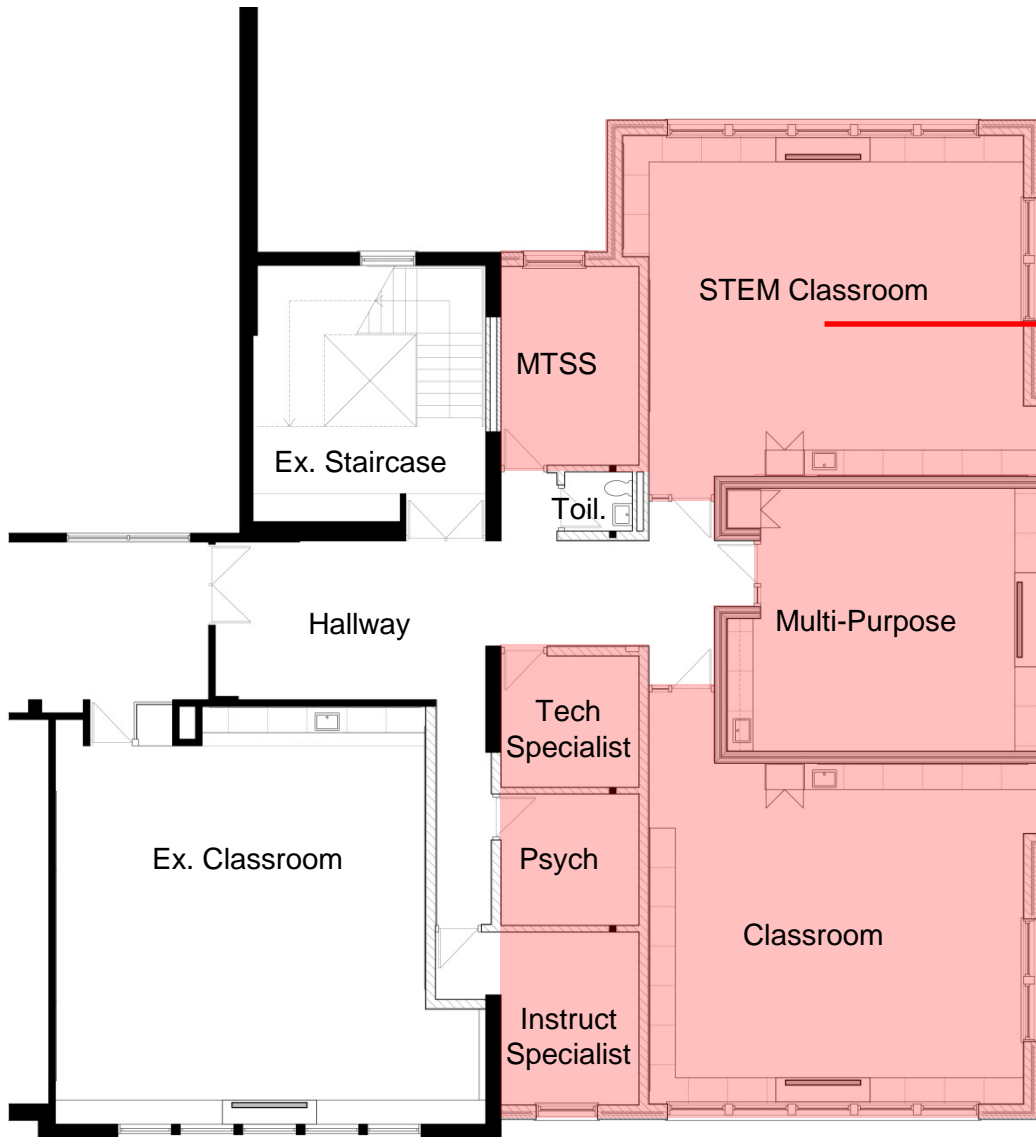 STEM Classroom
MTSS
Ex. Staircase
Toil.
Hallway
Multi-Purpose
Tech
Specialist
Ex. Classroom
Psych
Classroom
Instruct
Specialist